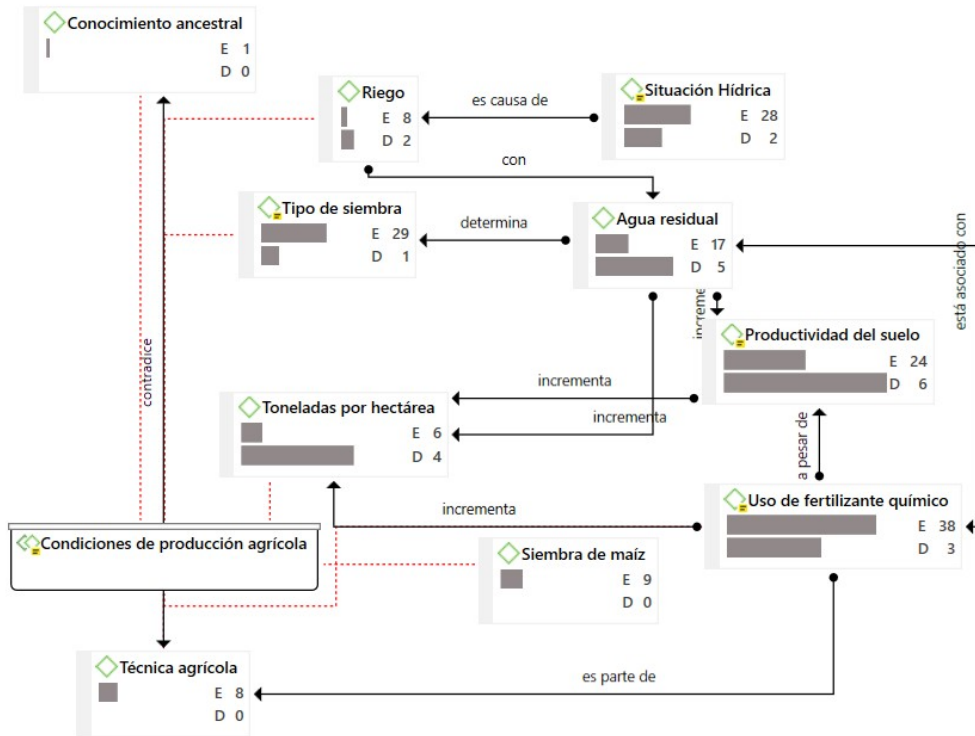 Conocimiento ancestral
E 1
D 0
Riego
E 8
D 2
es causa de
Situación Hídrica
E 28
D 2
con
Tipo de siembra
E 29
D 1
determina
Agua residual
E 17
D 5
está asociado con
increme
Productividad del suelo
E 24
D 6
contradice
incrementa
Toneladas por hectárea
E 6
D 4
incrementa
a pesar de
Uso de fertilizante químico
E 38
D 3
incrementa
Condiciones de producción agrícola
Siembra de maíz
E 9
D 0
Técnica agrícola
E 8
D 0
es parte de